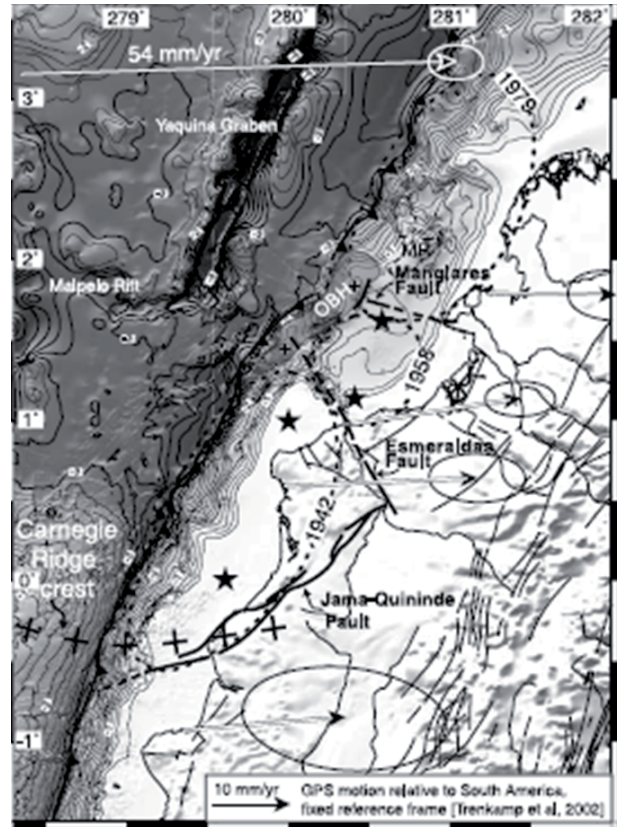 279°
280°
281°
282°
54 mm/yr
1979
3°
Yaquina Graben
2°
MP
Malpelo Rift
Manglares
Fault
OBH
1958
1°
Esmeraldas
Fault
Carnegie
Ridge
crest
1942
0°
Jama-Quininde
Fault
-1°
10 mm/yr
GPS motion relative to South America,
fixed reference frame [Trenkamp et al, 2002]